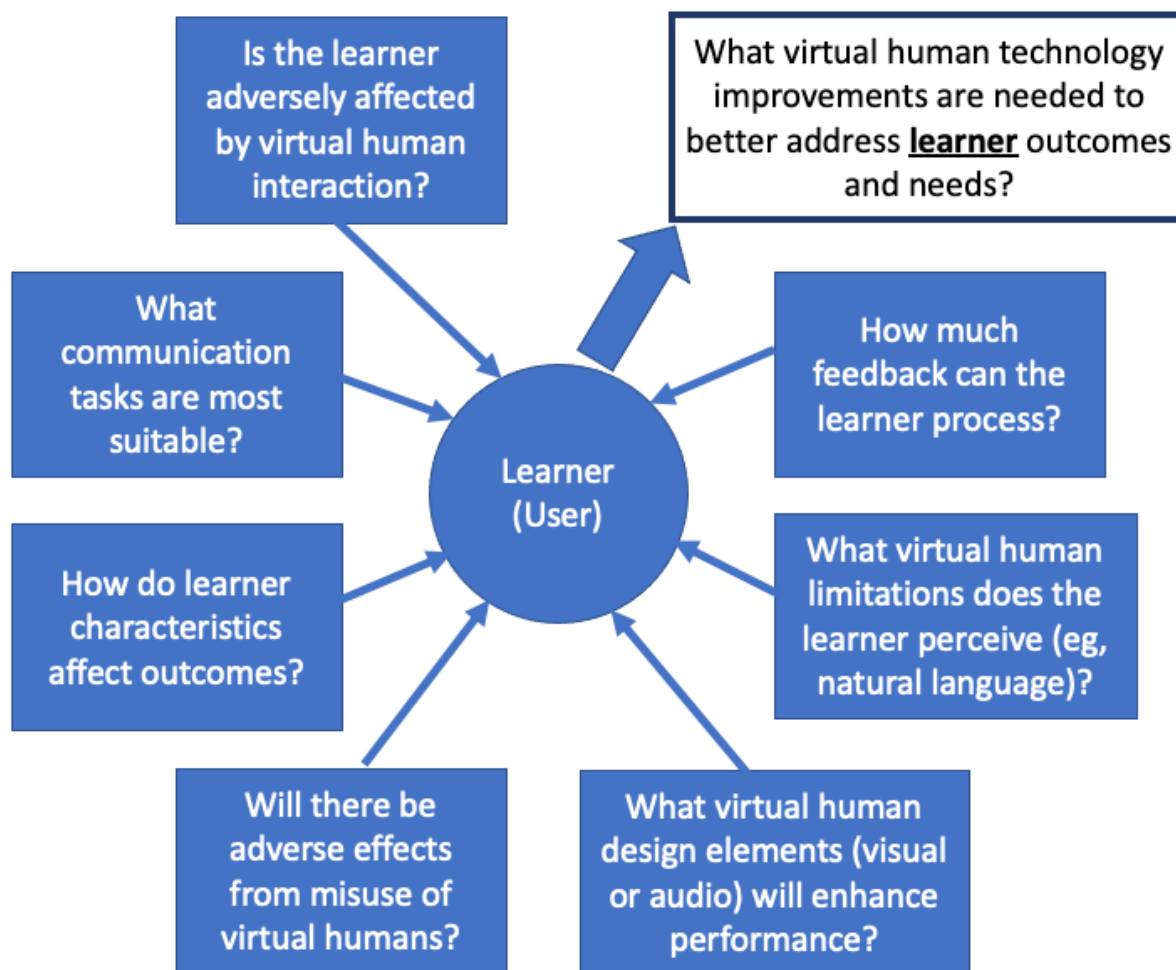 Is the learner
adversely affected
by virtual human
interaction?
What virtual human technology
improvements are needed to
better address learner outcomes
and needs?
What
communication
tasks are most
suitable?
How much
feedback can the
learner process?
Learner
(User)
How do learner
characteristics
affect outcomes?
What virtual human
limitations does the
learner perceive (eg,
natural language)?
Will there be
adverse effects
from misuse of
virtual humans?
What virtual human
design elements (visual
or audio) will enhance
performance?